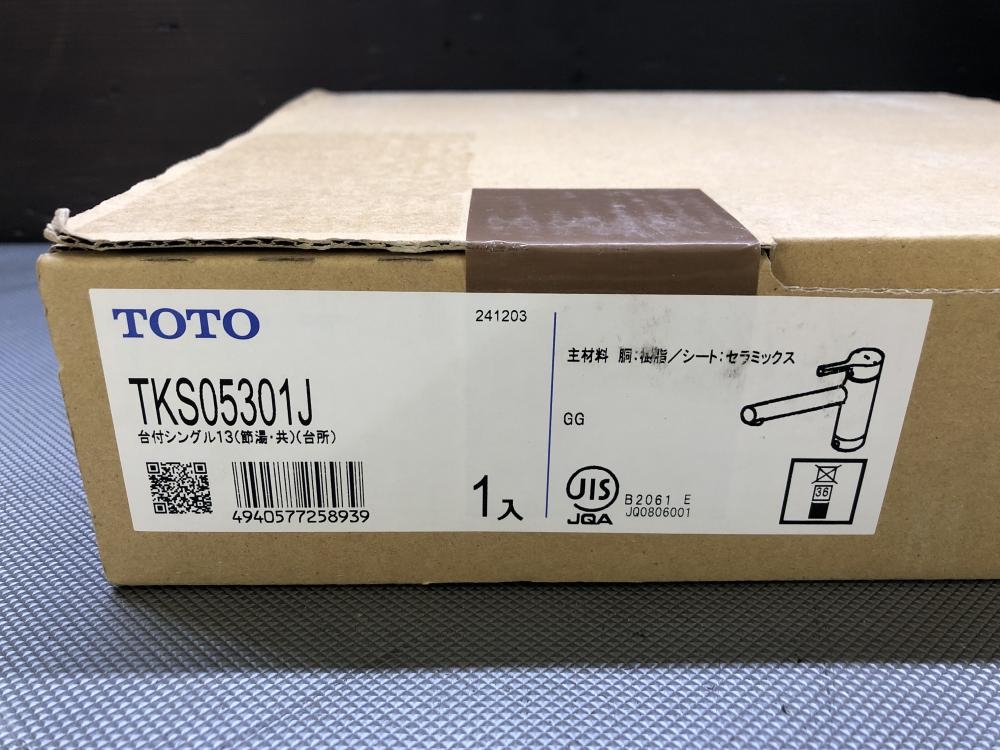 TOTO
241203
TKS05301J
台付シングル13(節湯・共)(台所)
4940577258939
1入
主材料 胴:樹脂/シート:セラミックス
GG
JIS
JQA
B2061 E
JQ0806001
36